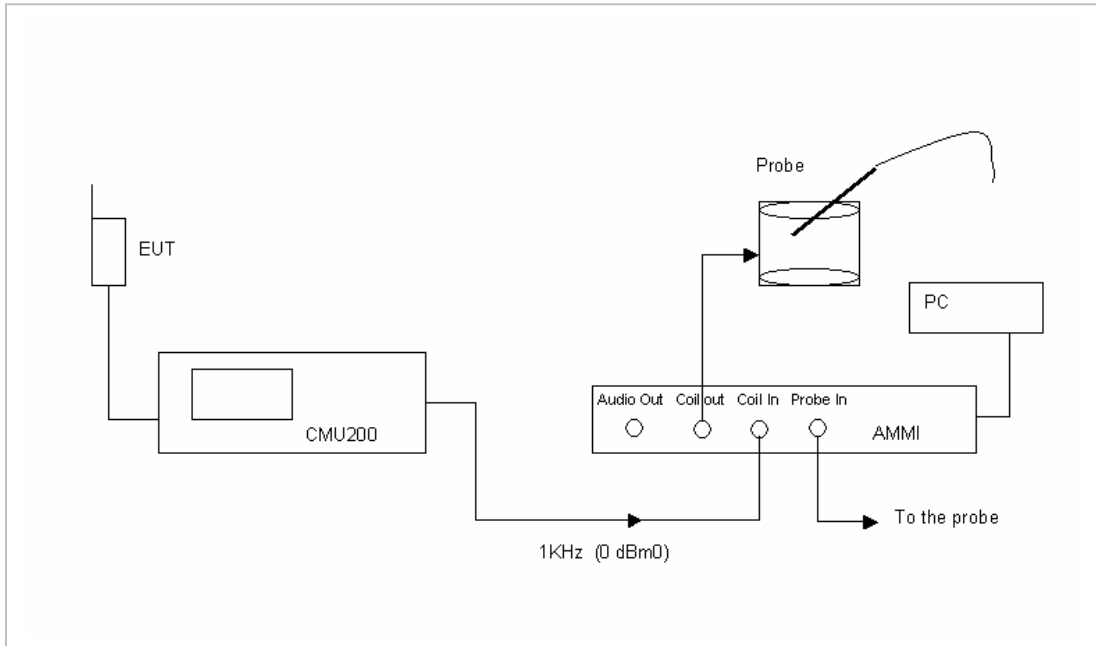 Probe
EUT
PC
Audio Out Coil out Coil In Probe In
CMU200
AMMI
To the probe
1KHz (0 dBm0)